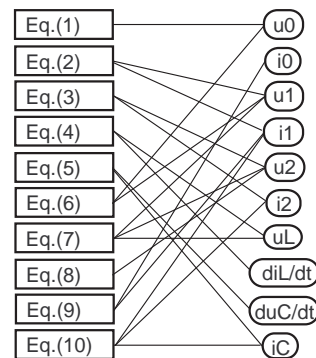 Eq.(1) u0
Eq.(2) i0
Eq.(3) u1
Eq.(4) i1
Eq.(5) u2
Eq.(6) i2
Eq.(7) uL
Eq.(8) diL/dt
Eq.(9) duC/dt
Eq.(10) iC